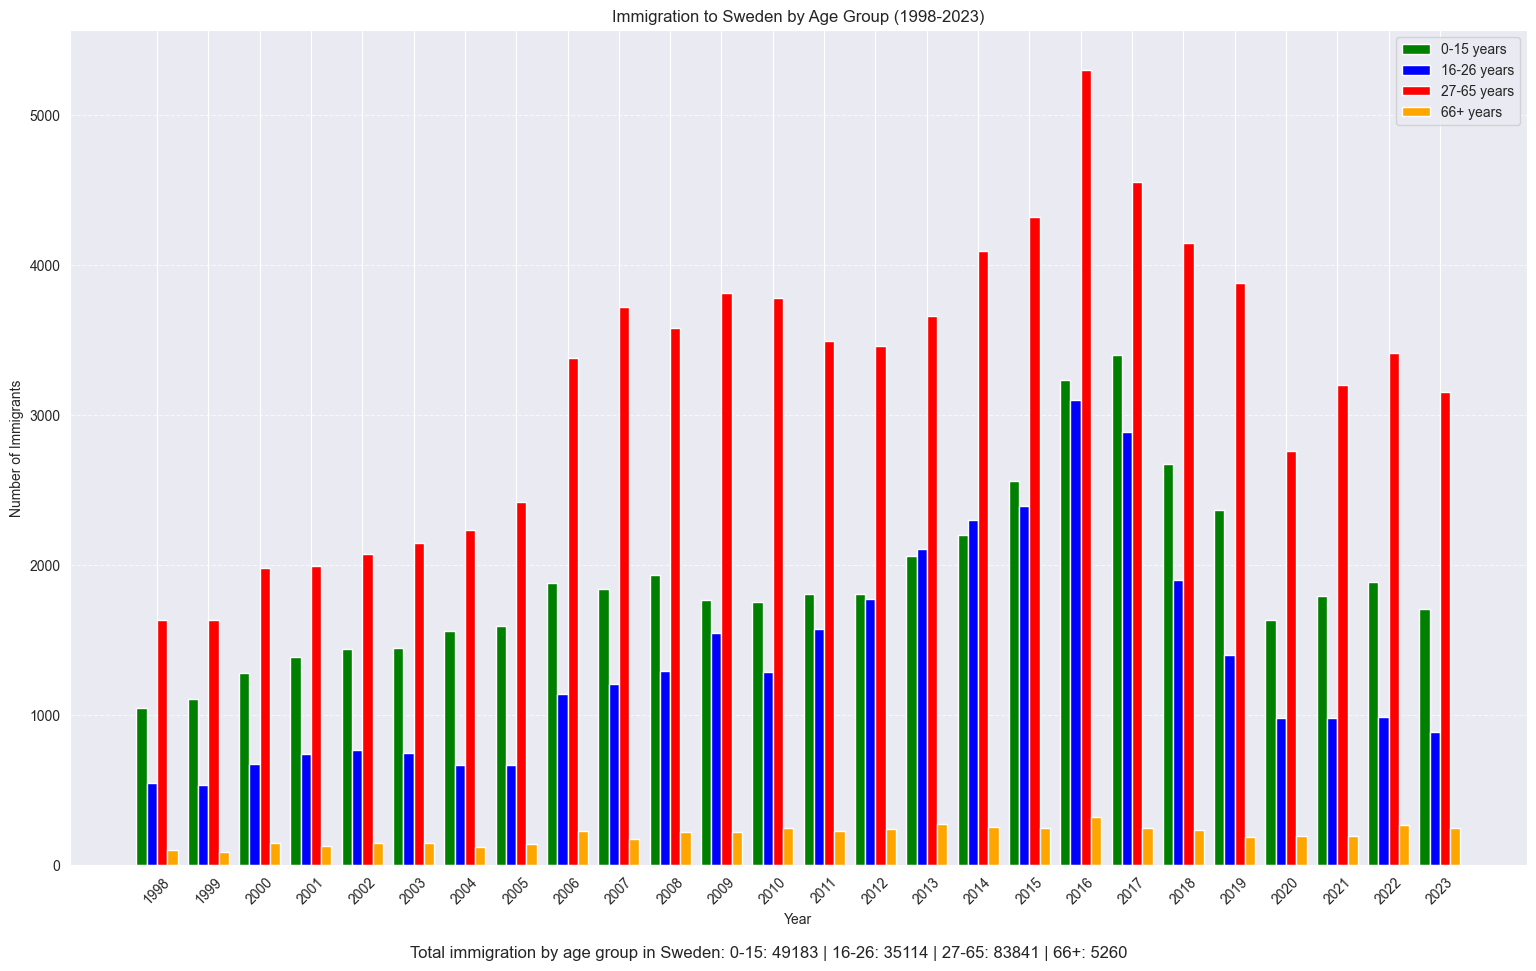 Immigration to Sweden by Age Group (1998-2023)
0-15 years
16-26 years
27-65 years
66+ years
Number of Immigrants
5000
4000
3000
2000
1000
0
1998 1999 2000 2001 2002 2003 2004 2005 2006 2007 2008 2009 2010 2011 2012 2013 2014 2015 2016 2017 2018 2019 2020 2021 2022 2023
Year
Total immigration by age group in Sweden: 0-15: 49183 | 16-26: 35114 | 27-65: 83841 | 66+: 5260